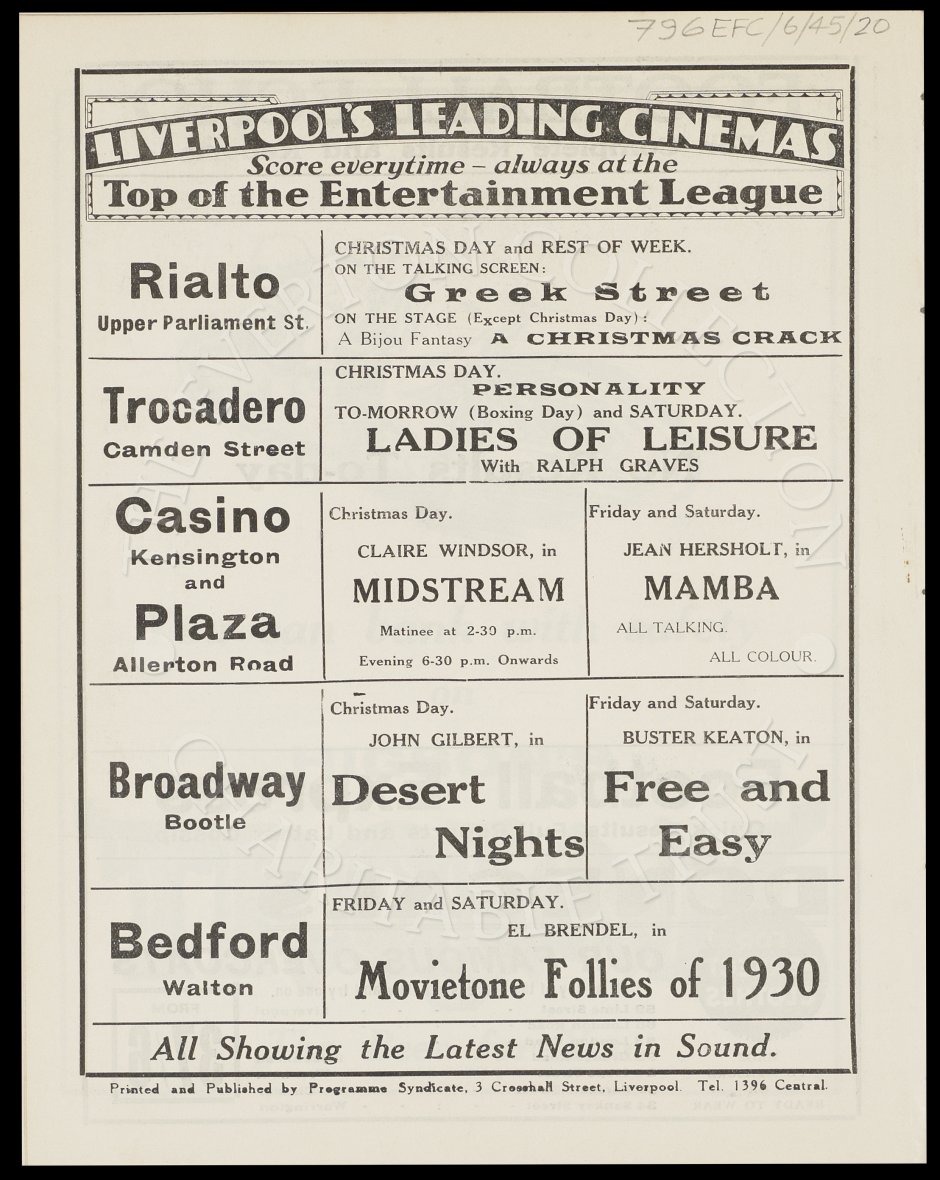 796EFC/6/45/20
LIVERPOOL'S LEADING CINEMAS
Score everytime – always at the
Top of the Entertainment League
Rialto
Upper Parliament St.
CHRISTMAS DAY and REST OF WEEK.
ON THE TALKING SCREEN:
Greek Street
ON THE STAGE (Except Christmas Day):
A Bijou Fantasy A CHRISTMAS CRACK
Trocadero
Camden Street
CHRISTMAS DAY.
PERSONALITY
TO-MORROW (Boxing Day) and SATURDAY.
LADIES OF LEISURE
With RALPH GRAVES
Casino
Kensington
and
Plaza
Allerton Road
Christmas Day.
CLAIRE WINDSOR, in
MIDSTREAM
Matinee at 2-30 p.m.
Evening 6-30 p.m. Onwards
Friday and Saturday.
JEAN HERSHOLT, in
MAMBA
ALL TALKING.
ALL COLOUR.
Broadway
Bootle
Christmas Day.
JOHN GILBERT, in
Desert
Nights
Friday and Saturday.
BUSTER KEATON, in
Free and
Easy
Bedford
Walton
FRIDAY and SATURDAY.
EL BRENDEL, in
Movietone Follies of 1930
All Showing the Latest News in Sound.
Printed and Published by Programme Syndicate, 3 Crosshall Street, Liverpool. Tel. 1396 Central.
THE EVERTON COLLECTION
CHARITABLE TRUST